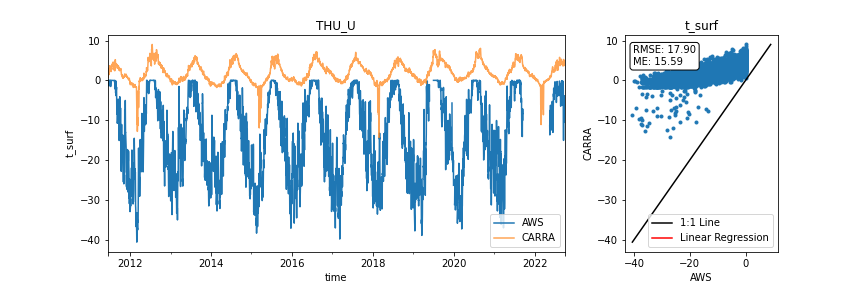 THU_U
t_surf
10
0
−10
−20
−30
−40
2012
2014
2016
2018
2020
2022
time
t_surf
AWS
CARRA
RMSE: 17.90
ME: 15.59
10
0
−10
−20
−30
−40
−40
−20
0
AWS
CARRA
1:1 Line
Linear Regression